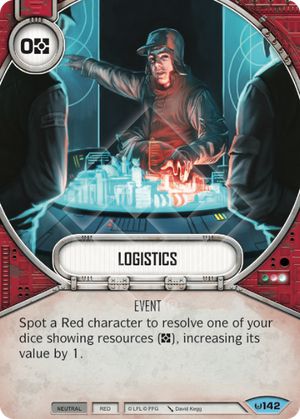 0
LOGISTICS
EVENT
Spot a Red character to resolve one of your
dice showing resources ( ), increasing its
value by 1.
NEUTRAL RED © LFL © FFG David Kegg 142